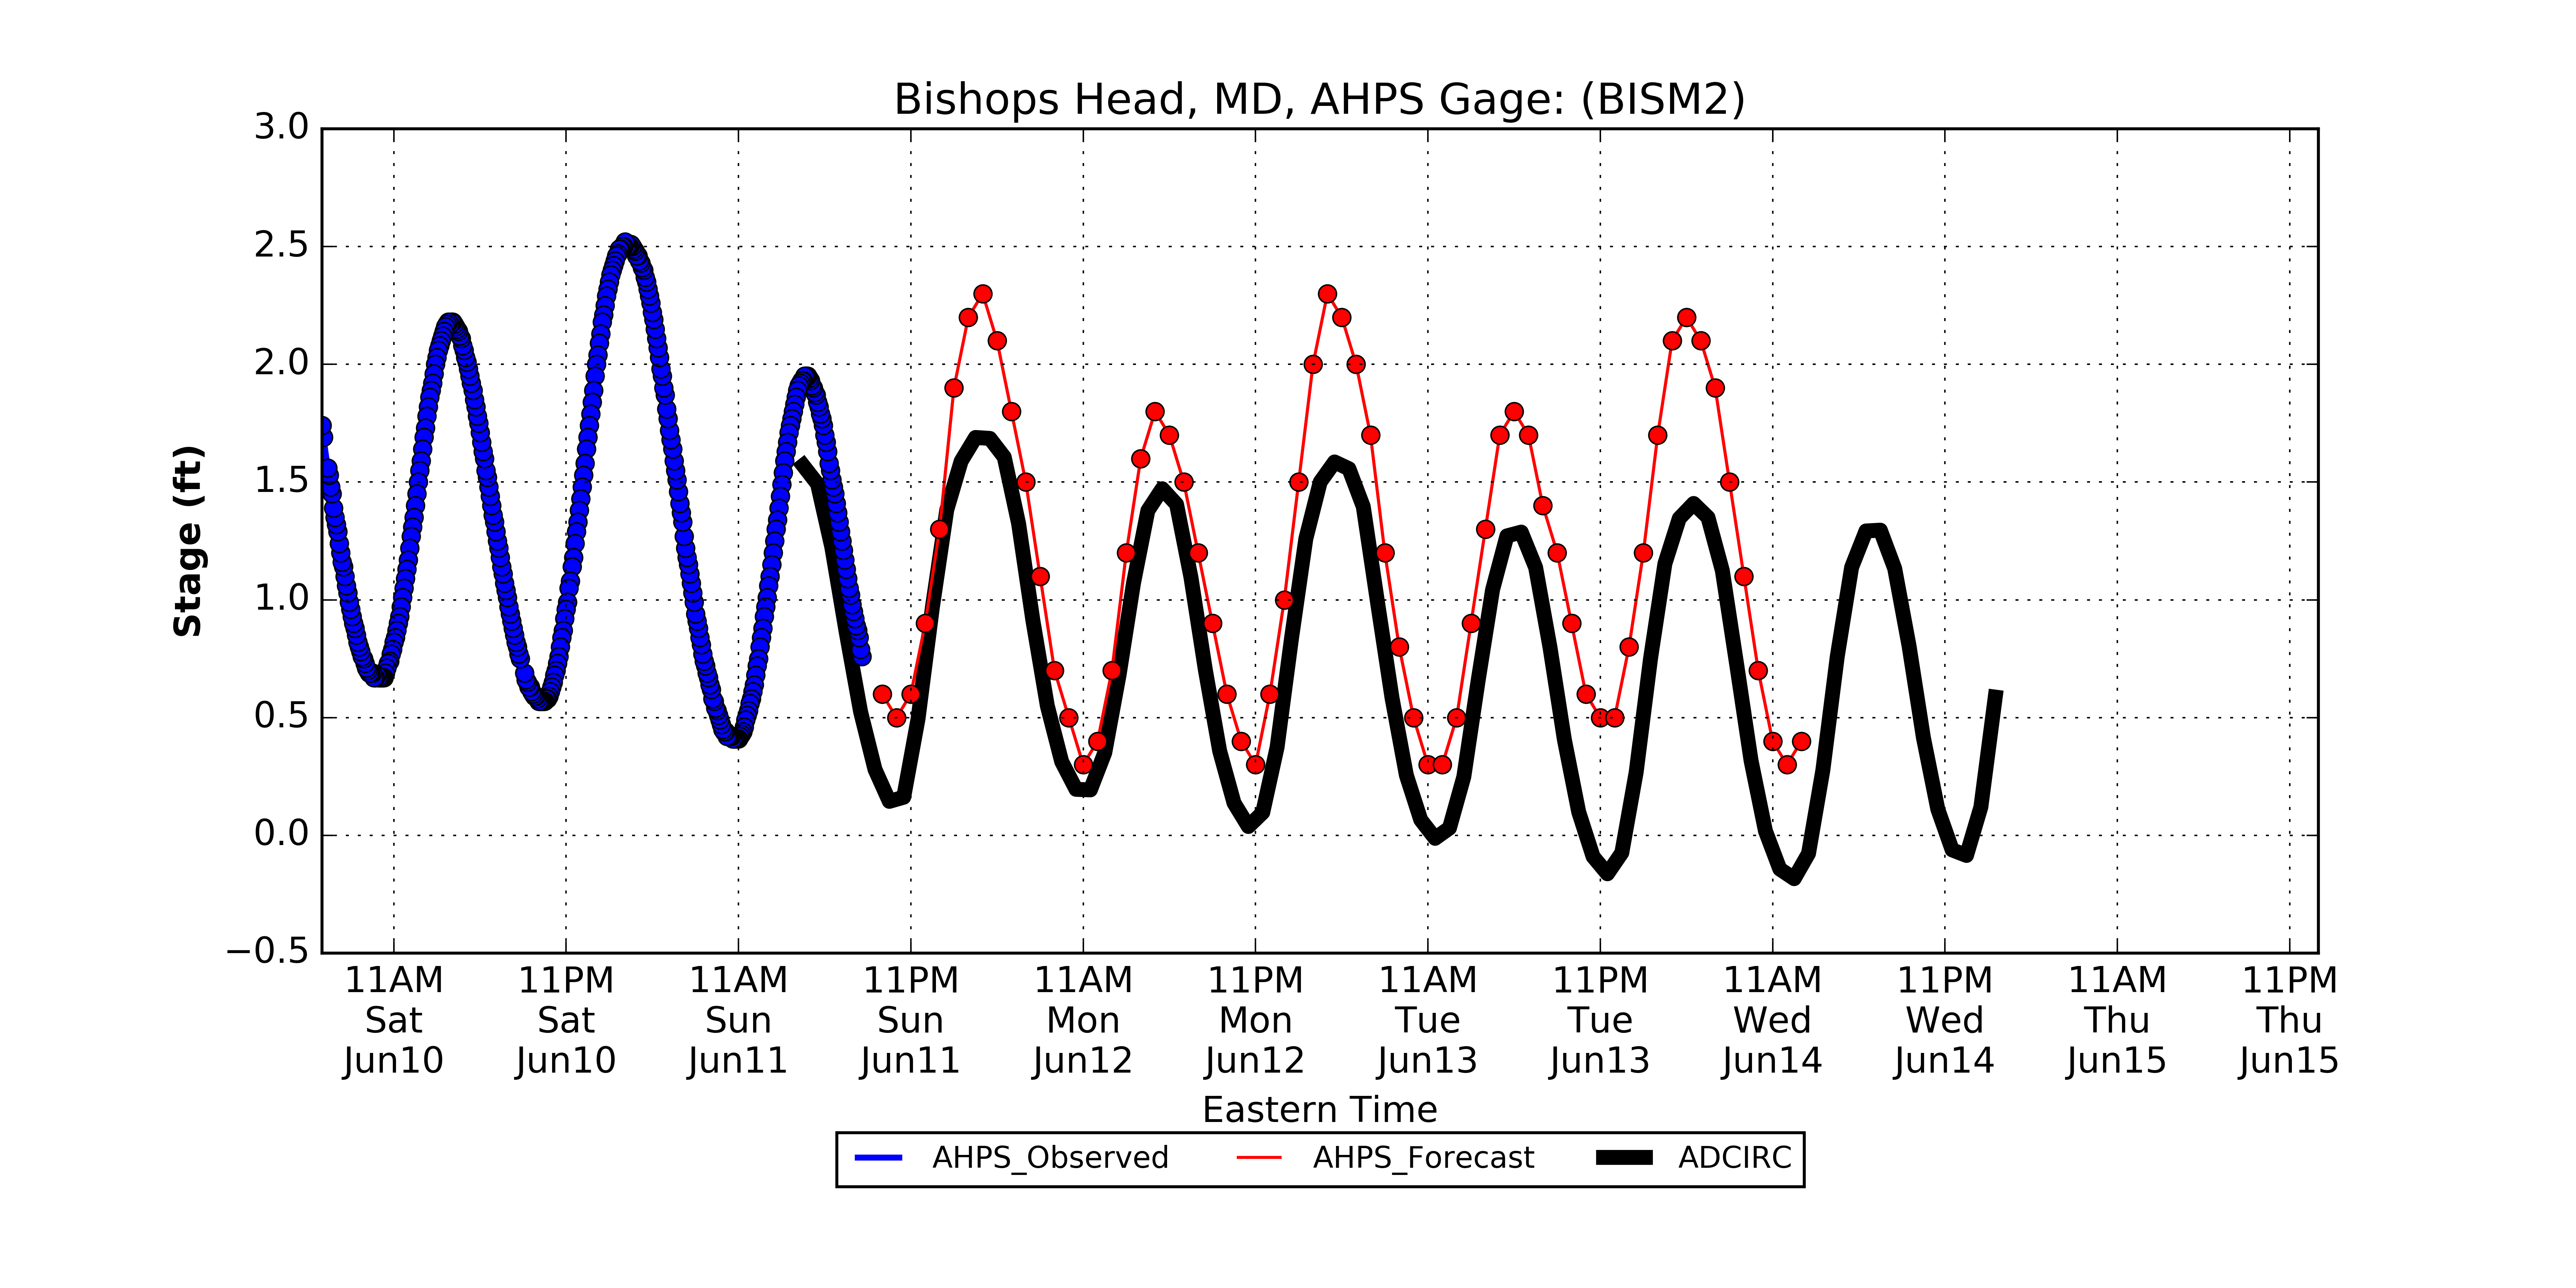 Bishops Head, MD, AHPS Gage: (BISM2)
3.0
2.5
2.0
1.5
1.0
0.5
0.0
−0.5
Stage (ft)
11AM 11PM 11AM 11PM 11AM 11PM 11AM 11PM 11AM 11PM 11AM 11PM
Sat Sat Sun Sun Mon Mon Tue Tue Wed Wed Thu Thu
Jun10 Jun10 Jun11 Jun11 Jun12 Jun12 Jun13 Jun13 Jun14 Jun14 Jun15 Jun15
Eastern Time
AHPS_Observed AHPS_Forecast ADCIRC